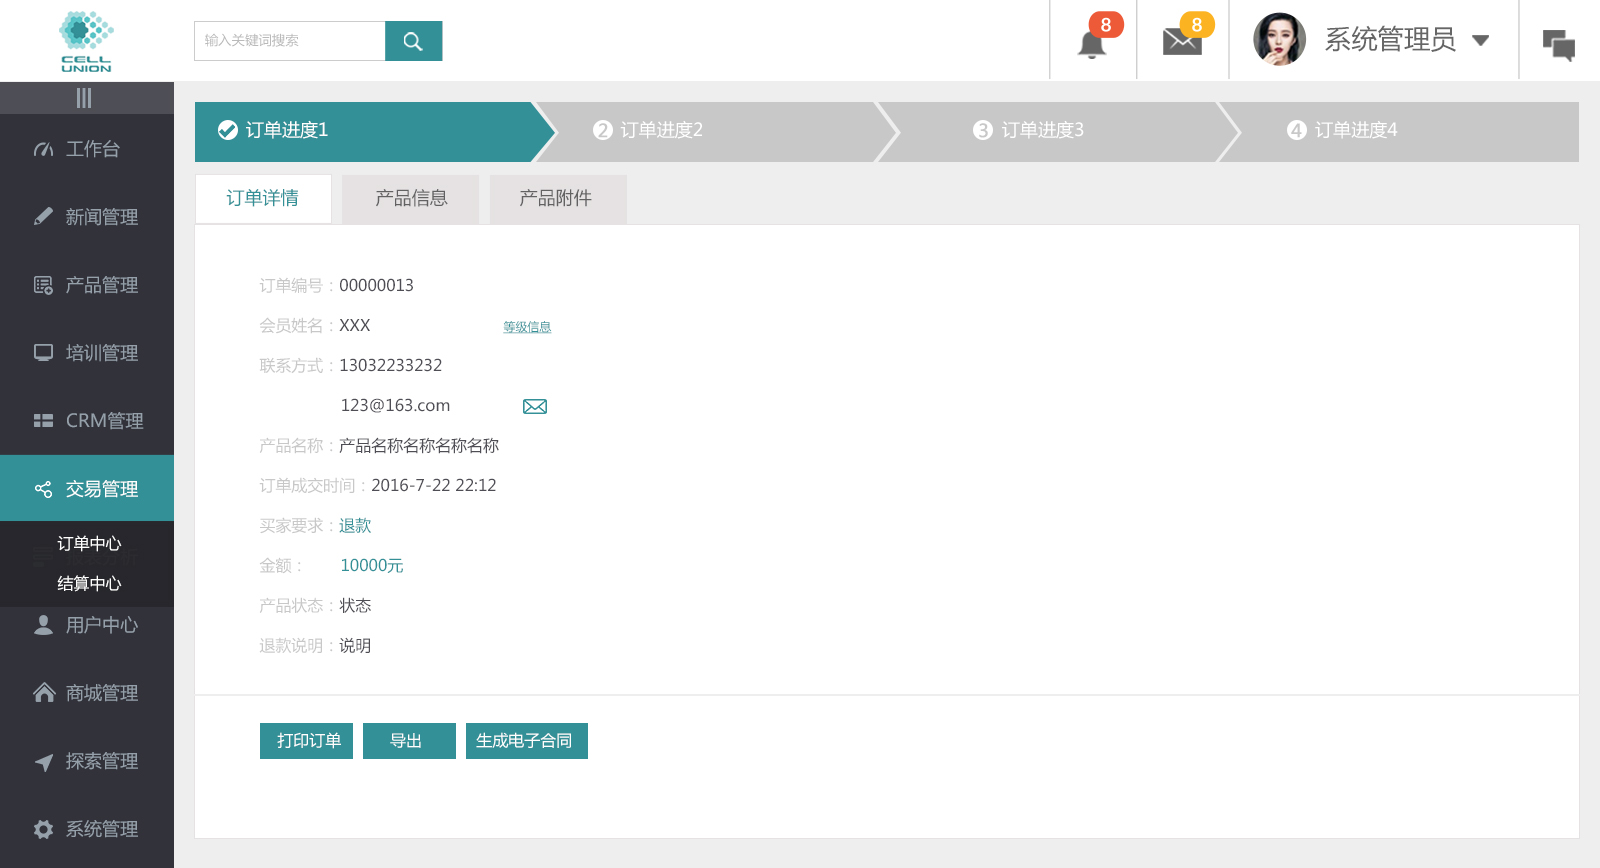 CELL
UNION
输入关键词搜索
8
8
系统管理员
工作台
新闻管理
产品管理
培训管理
CRM管理
交易管理
订单中心
结算中心
用户中心
商城管理
探索管理
系统管理
订单进度1
2 订单进度2
3 订单进度3
4 订单进度4
订单详情
产品信息
产品附件
订单编号：00000013
会员姓名：XXX 等级信息
联系方式：13032233232
123@163.com
产品名称：产品名称名称名称名称
订单成交时间：2016-7-22 22:12
买家要求：退款
金额： 10000元
产品状态：状态
退款说明：说明
打印订单
导出
生成电子合同